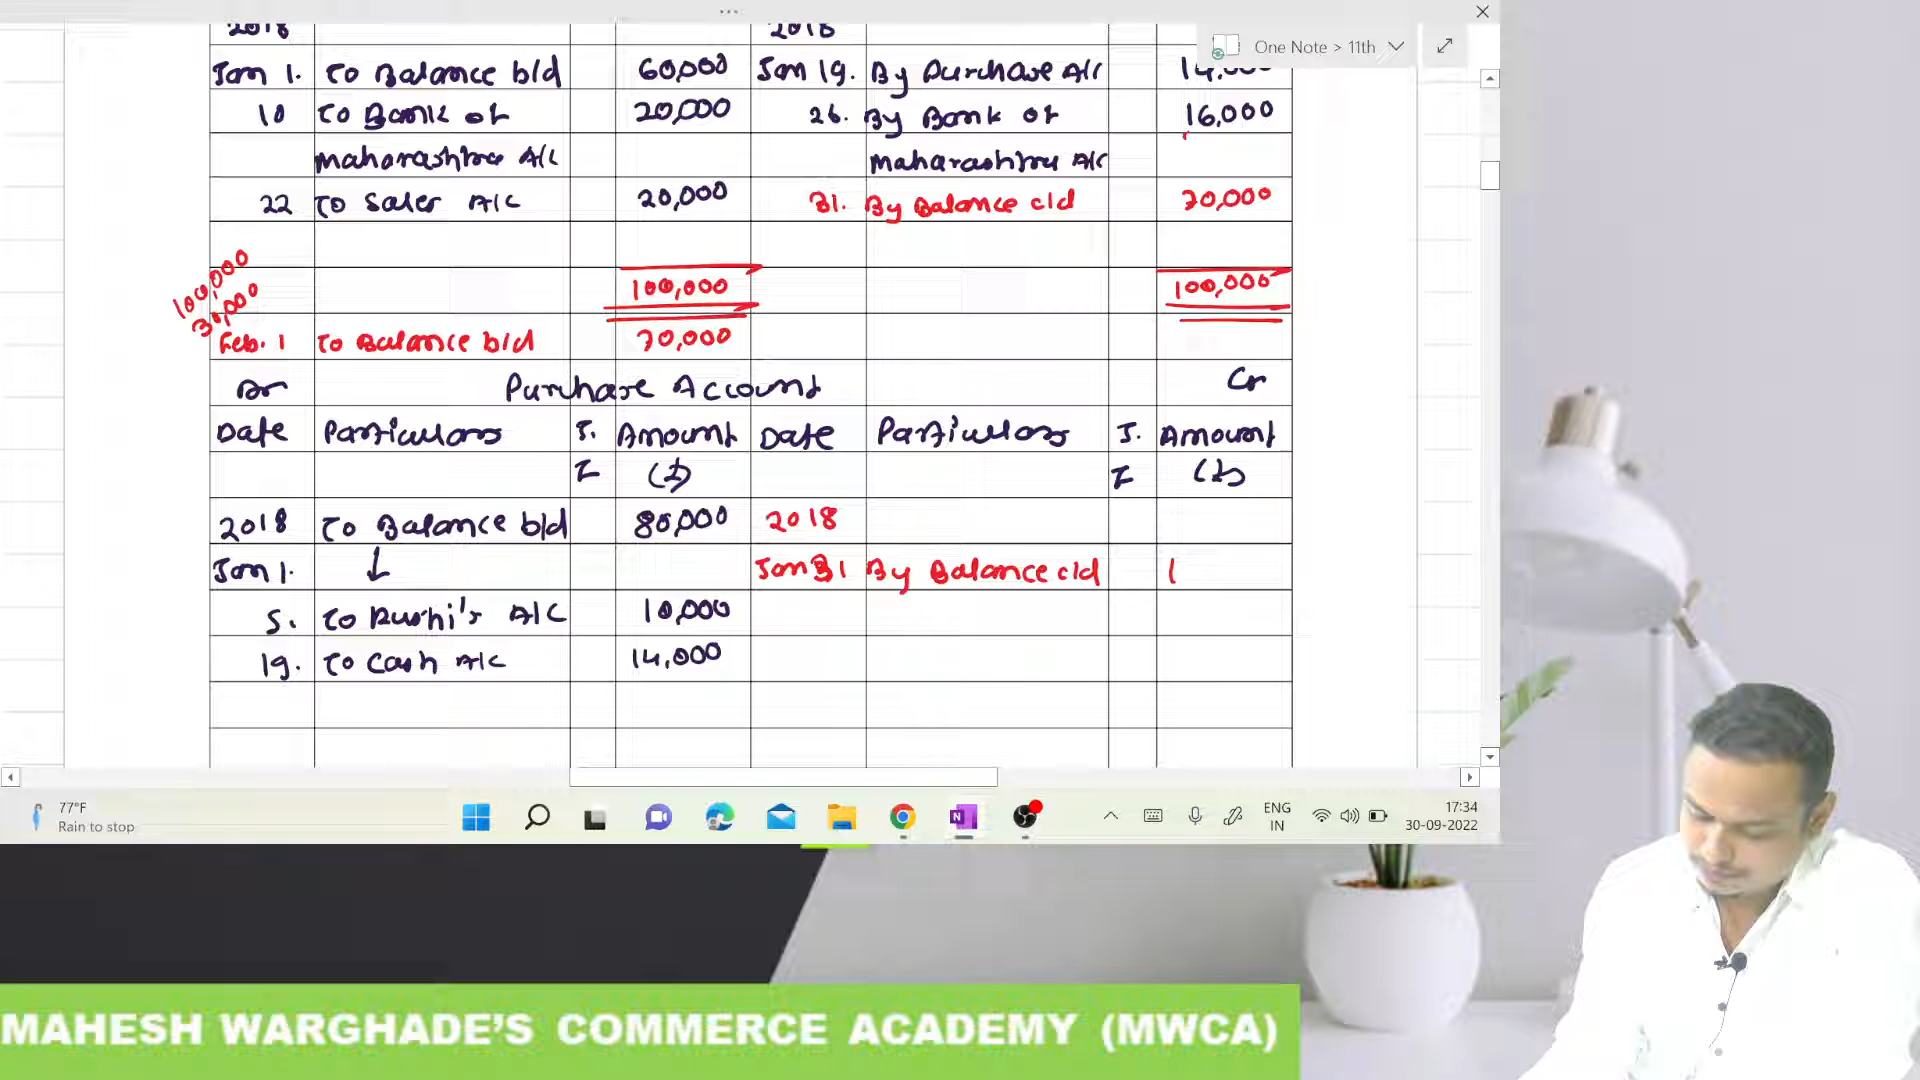 2018 2018
One Note > 11th
Jan 1. To Balance b/d 60,000 Jan 19. By Purchase A/c 14,000
10 To Bank of 20,000 26. By Bank of 16,000
Maharashtra A/c Maharashtra A/c
22 To Sales A/c 20,000 31. By Balance c/d 70,000
100,000
30,000
100,000 100,000
Feb. 1 To Balance b/d 70,000
Dr Purchase Account Cr
Date Particulars J. Amount Date Particulars J. Amount
F (₹) F (₹)
2018 To Balance b/d 80,000 2018
Jan 1. ↓ Jan 31 By Balance c/d 1
5. To Rushi's A/C 10,000
19. To Cash A/c 14,000
77°F
Rain to stop
ENG
IN
17:34
30-09-2022
MAHESH WARGHADE'S COMMERCE ACADEMY (MWCA)